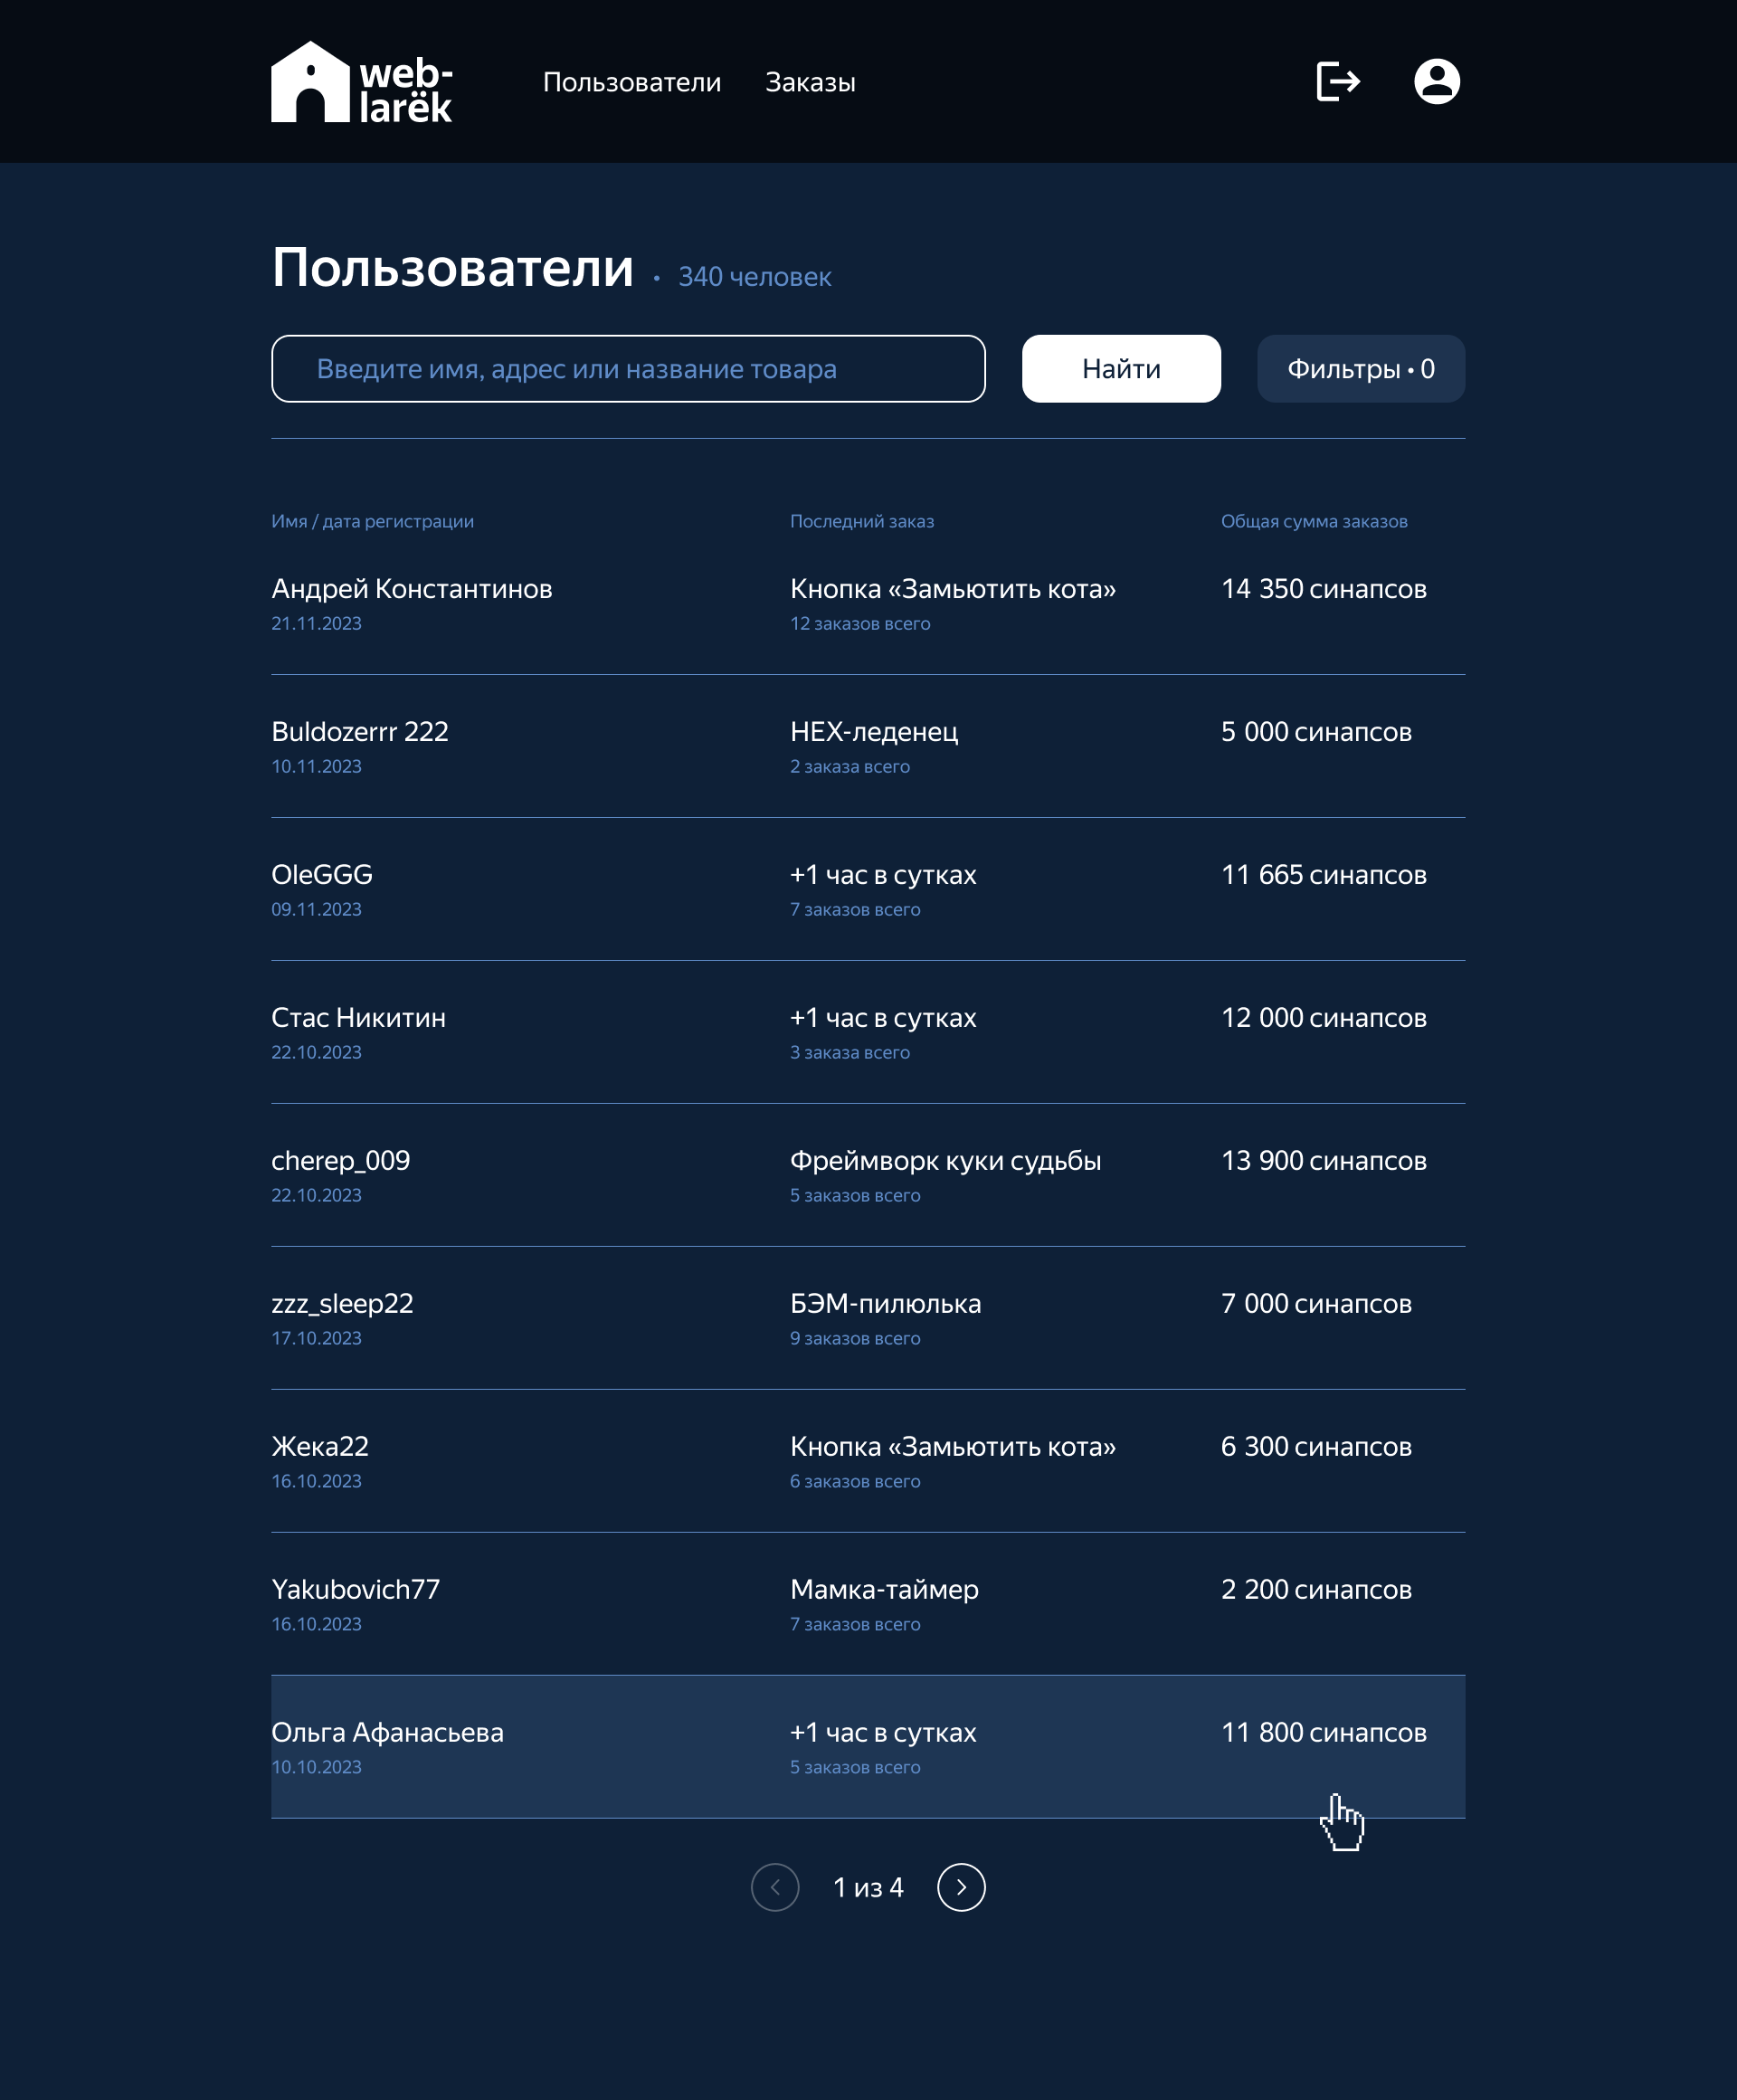 web-
larёk
Пользователи Заказы
Пользователи • 340 человек
Введите имя, адрес или название товара Найти Фильтры • 0
Имя / дата регистрации Последний заказ Общая сумма заказов
Андрей Константинов Кнопка «Замьютить кота» 14 350 синапсов
21.11.2023 12 заказов всего
Buldozerrr 222 HEX-леденец 5 000 синапсов
10.11.2023 2 заказа всего
OleGGG +1 час в сутках 11 665 синапсов
09.11.2023 7 заказов всего
Стас Никитин +1 час в сутках 12 000 синапсов
22.10.2023 3 заказа всего
cherep_009 Фреймворк куки судьбы 13 900 синапсов
22.10.2023 5 заказов всего
zzz_sleep22 БЭМ-пилюлька 7 000 синапсов
17.10.2023 9 заказов всего
Жека22 Кнопка «Замьютить кота» 6 300 синапсов
16.10.2023 6 заказов всего
Yakubovich77 Мамка-таймер 2 200 синапсов
16.10.2023 7 заказов всего
Ольга Афанасьева +1 час в сутках 11 800 синапсов
10.10.2023 5 заказов всего
1 из 4